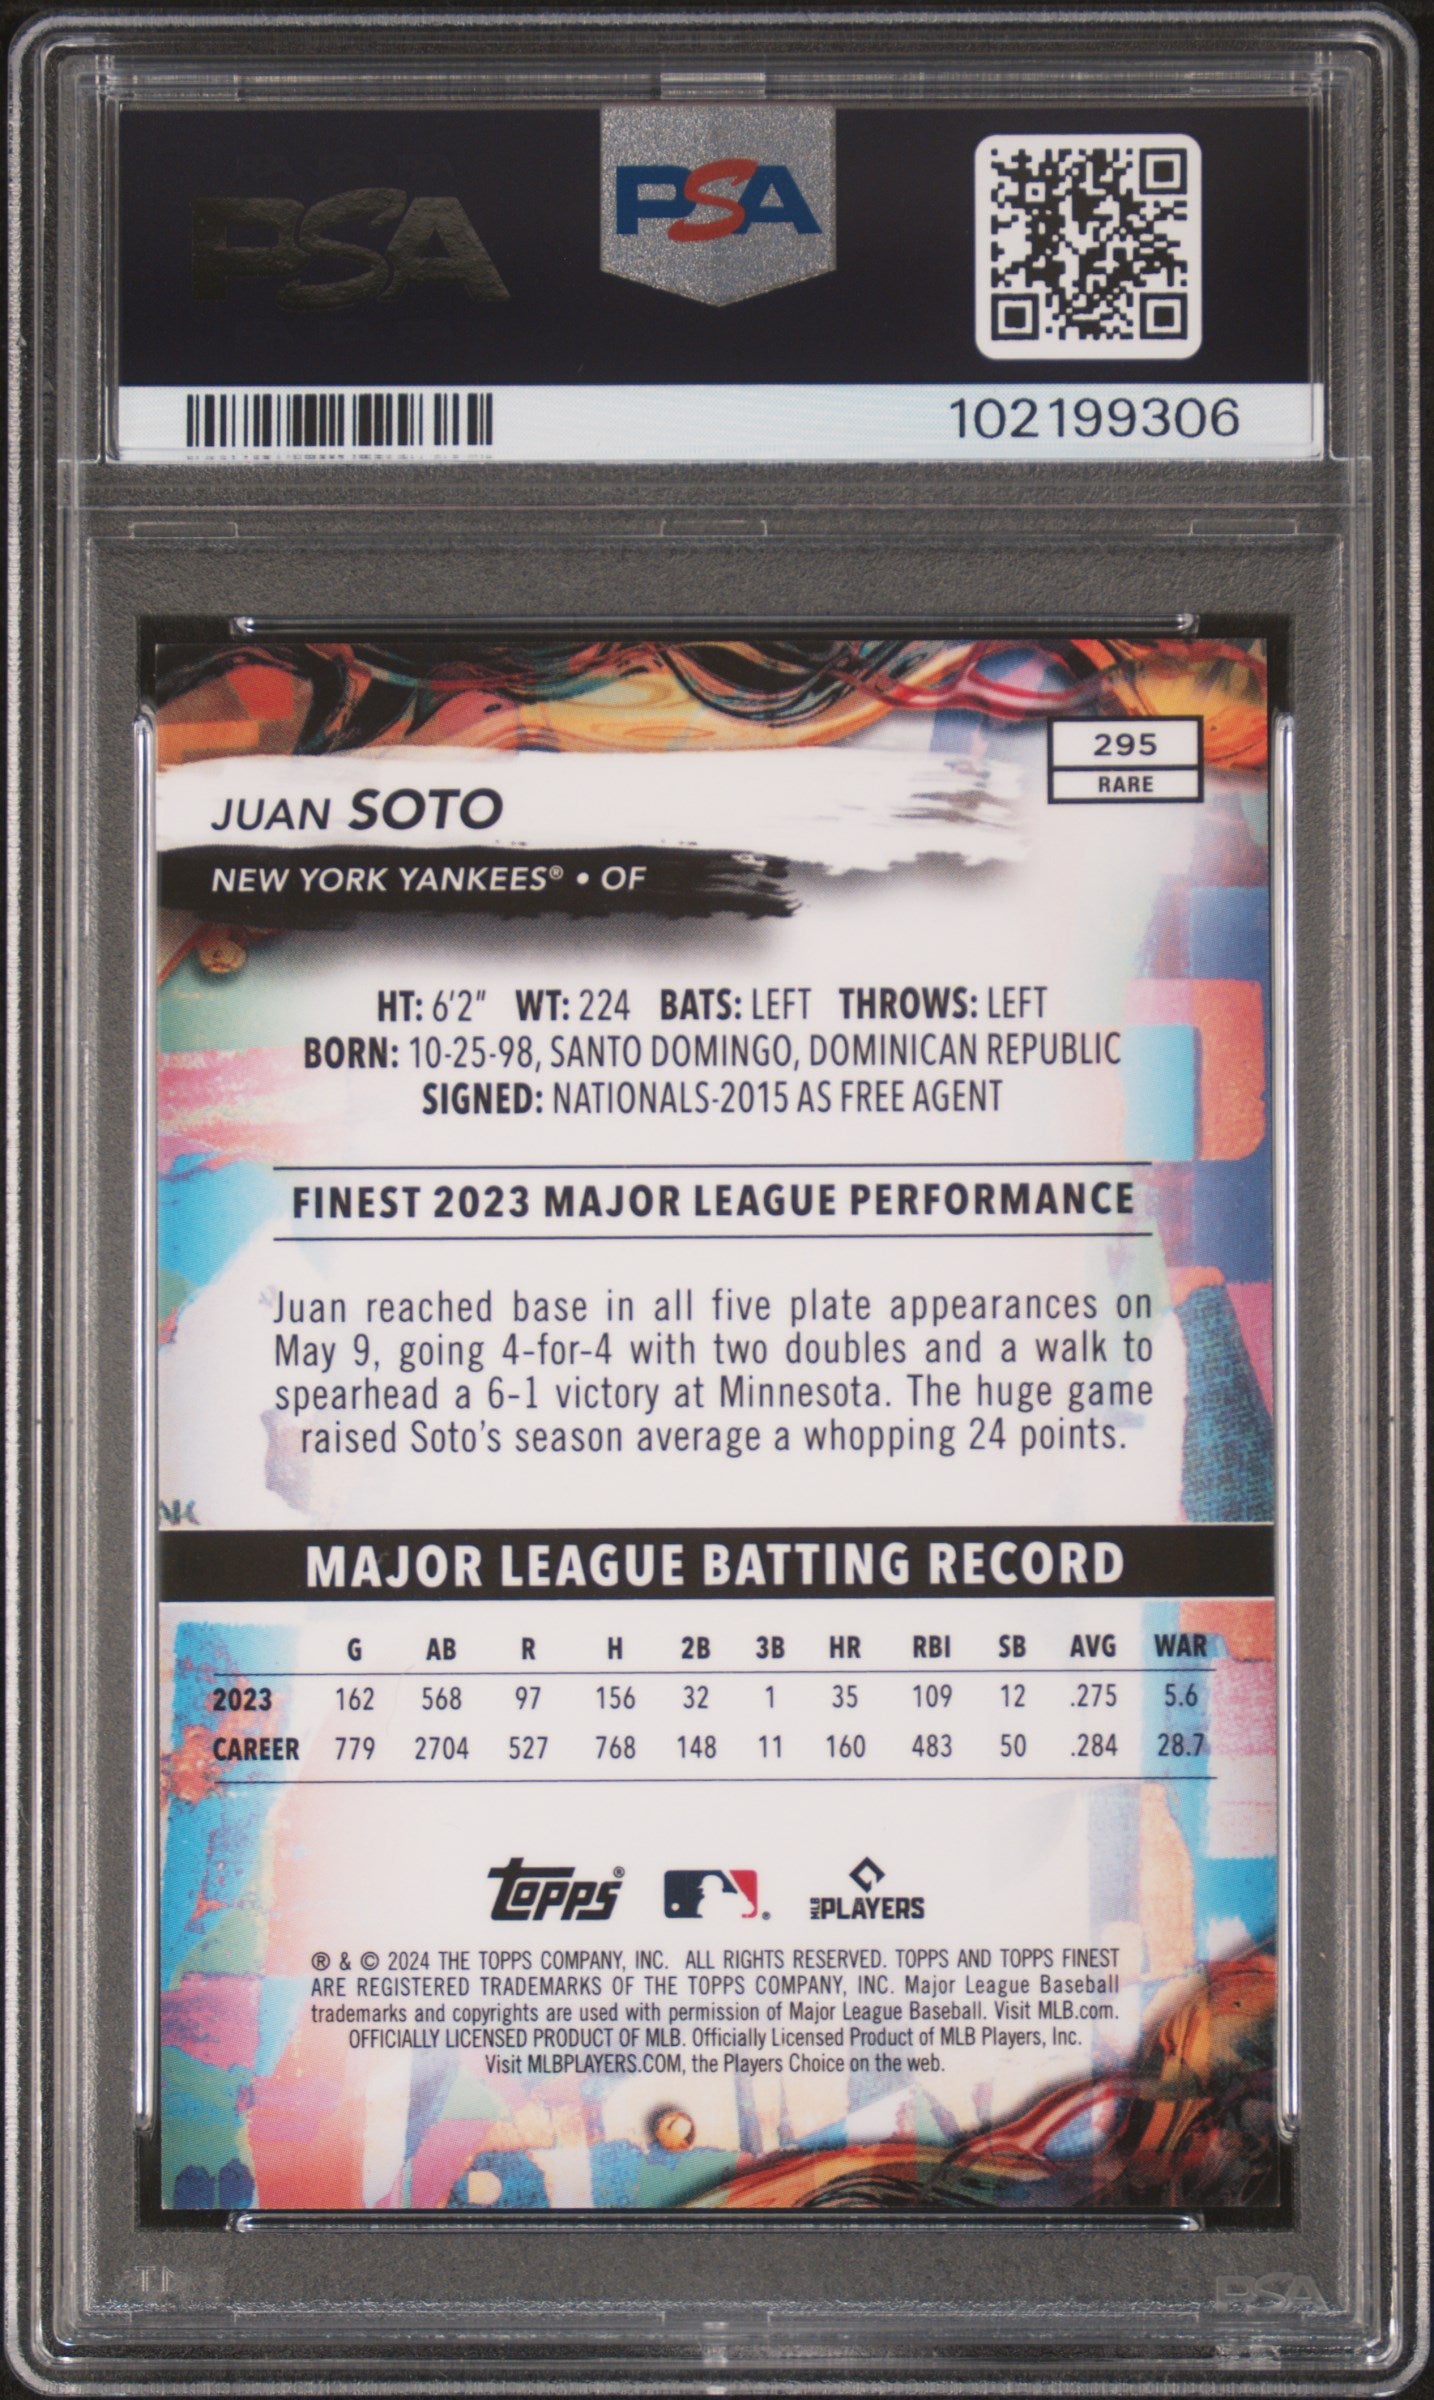 PSA
PSA
102199306
295
RARE
JUAN SOTO
NEW YORK YANKEES® • OF
HT: 6'2" WT: 224 BATS: LEFT THROWS: LEFT
BORN: 10-25-98, SANTO DOMINGO, DOMINICAN REPUBLIC
SIGNED: NATIONALS-2015 AS FREE AGENT
FINEST 2023 MAJOR LEAGUE PERFORMANCE
Juan reached base in all five plate appearances on
May 9, going 4-for-4 with two doubles and a walk to
spearhead a 6-1 victory at Minnesota. The huge game
raised Soto's season average a whopping 24 points.
MAJOR LEAGUE BATTING RECORD
G AB R H 2B 3B HR RBI SB AVG WAR
2023 162 568 97 156 32 1 35 109 12 .275 5.6
CAREER 779 2704 527 768 148 11 160 483 50 .284 28.7
Topps® ® MLB PLAYERS
® & © 2024 THE TOPPS COMPANY, INC. ALL RIGHTS RESERVED. TOPPS AND TOPPS FINEST
ARE REGISTERED TRADEMARKS OF THE TOPPS COMPANY, INC. Major League Baseball
trademarks and copyrights are used with permission of Major League Baseball. Visit MLB.com.
OFFICIALLY LICENSED PRODUCT OF MLB. Officially Licensed Product of MLB Players, Inc.
Visit MLBPLAYERS.COM, the Players Choice on the web.
PSA